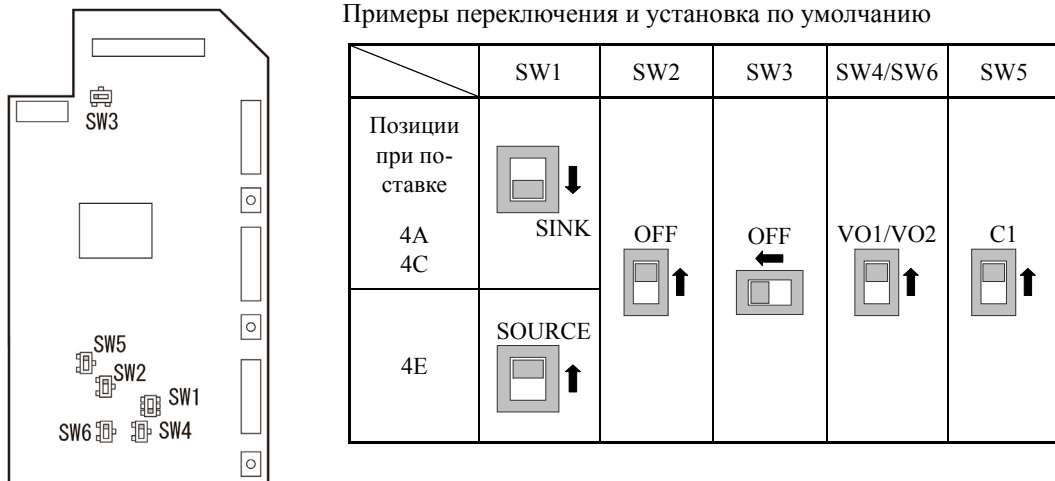 Примеры переключения и установка по умолчанию
SW1 SW2 SW3 SW4/SW6 SW5
Позиции
при по-
ставке
4A
4C
SINK
OFF
OFF
VO1/VO2
C1
4E
SOURCE
SW3
SW5
SW2
SW1
SW6
SW4